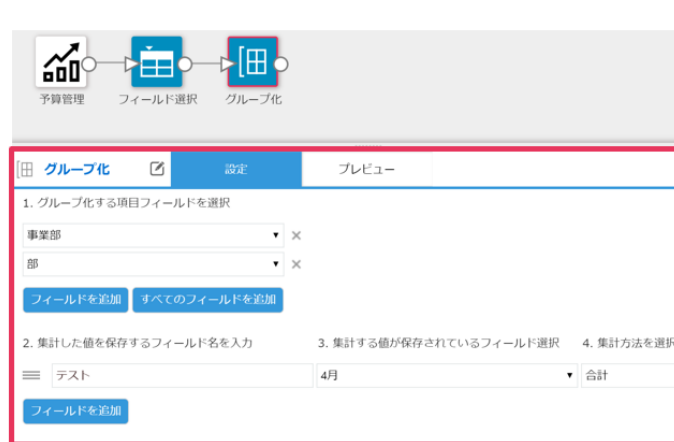 予算管理 フィールド選択 グループ化
グループ化 設定 プレビュー
1. グループ化する項目フィールドを選択
事業部
部
フィールドを追加 すべてのフィールドを追加
2. 集計した値を保存するフィールド名を入力 3. 集計する値が保存されているフィールド選択 4. 集計方法を選択
テスト 4月 合計
フィールドを追加